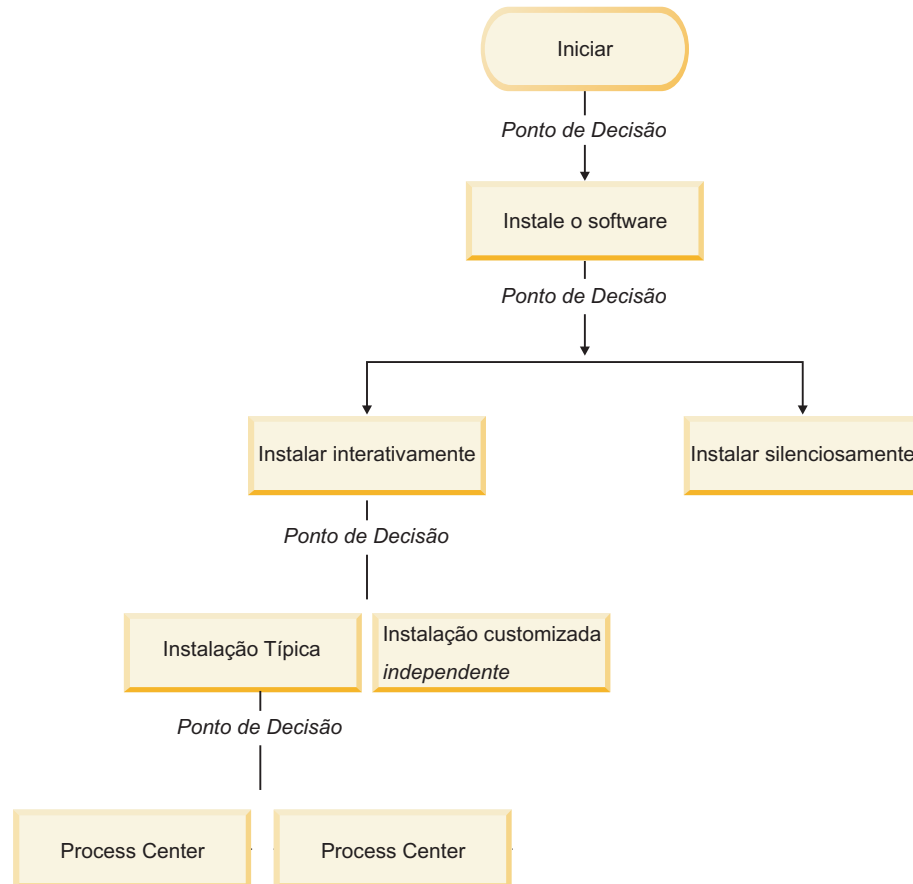 Iniciar
Ponto de Decisão
Instale o software
Ponto de Decisão
Instalar interativamente
Instalar silenciosamente
Ponto de Decisão
Instalação Típica
Instalação customizada
independente
Ponto de Decisão
Process Center
Process Center